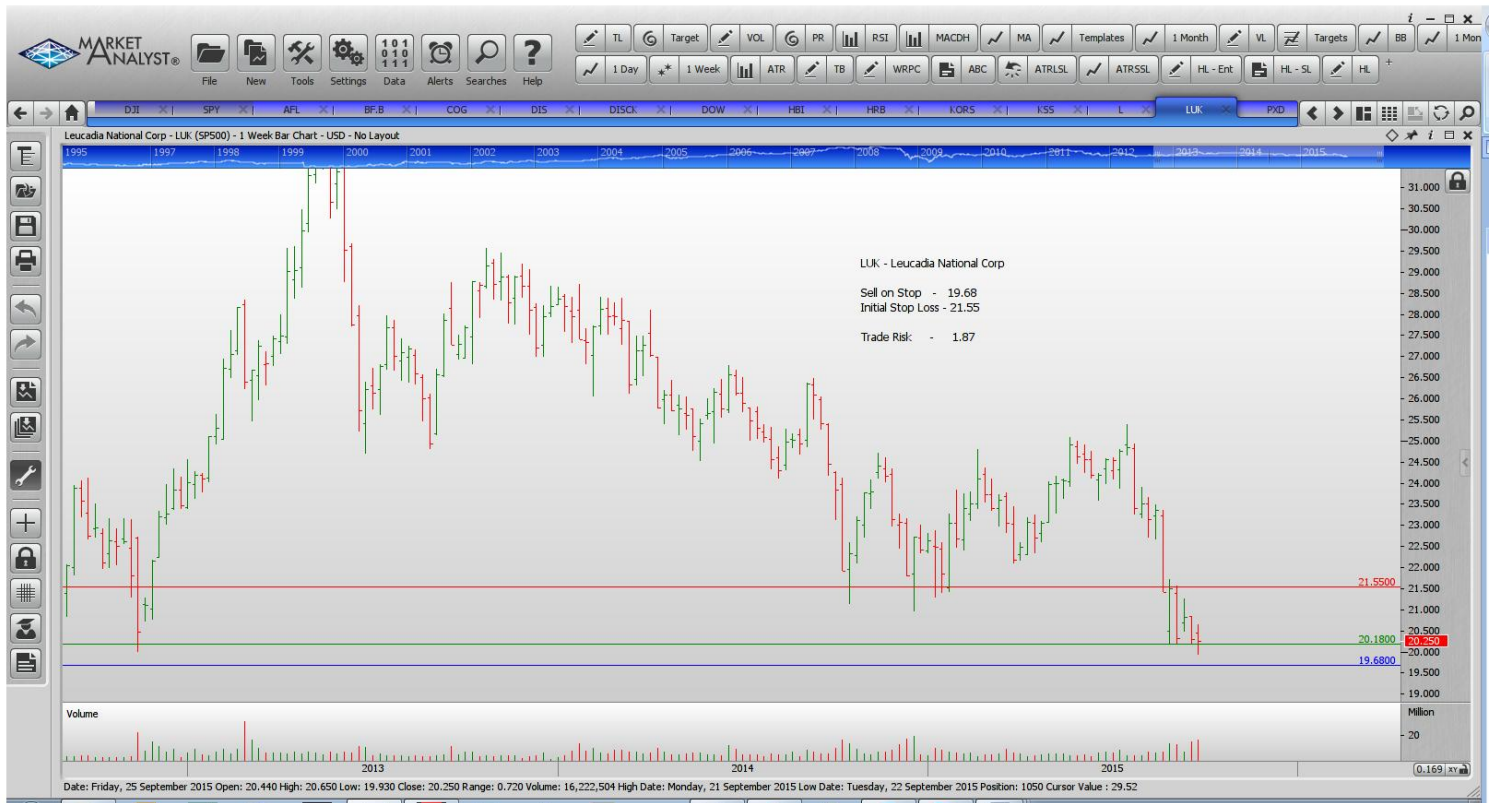 MARKET
ANALYST®
File
New
Tools
Settings
101
010
111
Data
Alerts
Searches
Help
TL
Target
VOL
PR
RSI
MACDH
MA
Templates
1 Month
VL
Targets
BB
1 Mon
1 Day
1 Week
ATR
TB
WRPC
ABC
ATRLSL
ATRSSL
HL - Ent
HL - SL
HL
DJI
SPY
AFL
BF.B
COG
DIS
DISCK
DOW
HBI
HRB
KORS
KSS
L
LUK
PXD
Leucadia National Corp - LUK (SP500) - 1 Week Bar Chart - USD - No Layout
1995 1997 1998 1999 2000 2001 2002 2003 2004 2005 2006 2007 2008 2009 2010 2011 2012 2013 2014 2015
LUK - Leucadia National Corp
Sell on Stop - 19.68
Initial Stop Loss - 21.55
Trade Risk - 1.87
31.000
30.500
30.000
29.500
29.000
28.500
28.000
27.500
27.000
26.500
26.000
25.500
25.000
24.500
24.000
23.500
23.000
22.500
22.000
21.5500
21.500
21.000
20.500
20.1800
20.250
20.000
19.6800
19.500
19.000
Volume
Million
20
2013 2014 2015
0.169 XY
Date: Friday, 25 September 2015 Open: 20.440 High: 20.650 Low: 19.930 Close: 20.250 Range: 0.720 Volume: 16,222,504 High Date: Monday, 21 September 2015 Low Date: Tuesday, 22 September 2015 Position: 1050 Cursor Value : 29.52